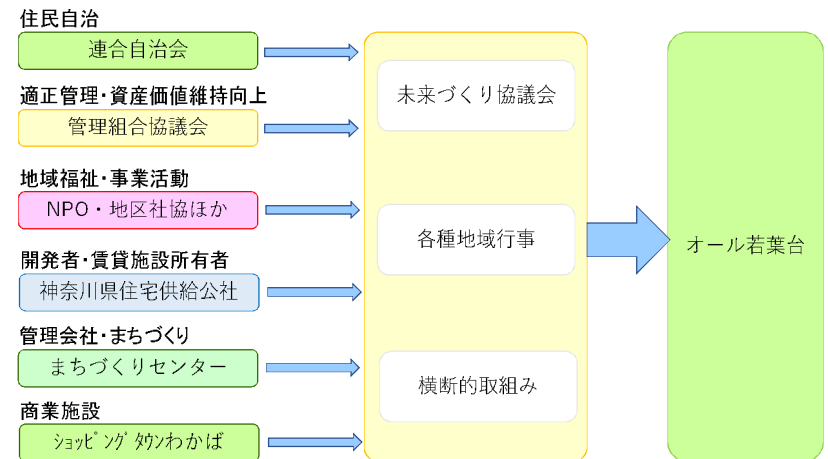 住民自治
連合自治会
適正管理・資産価値維持向上
管理組合協議会
地域福祉・事業活動
NPO・地区社協ほか
開発者・賃貸施設所有者
神奈川県住宅供給公社
管理会社・まちづくり
まちづくりセンター
商業施設
ｼｮｯﾋﾟﾝｸﾞﾀｳﾝわかば
未来づくり協議会
各種地域行事
横断的取組み
オール若葉台